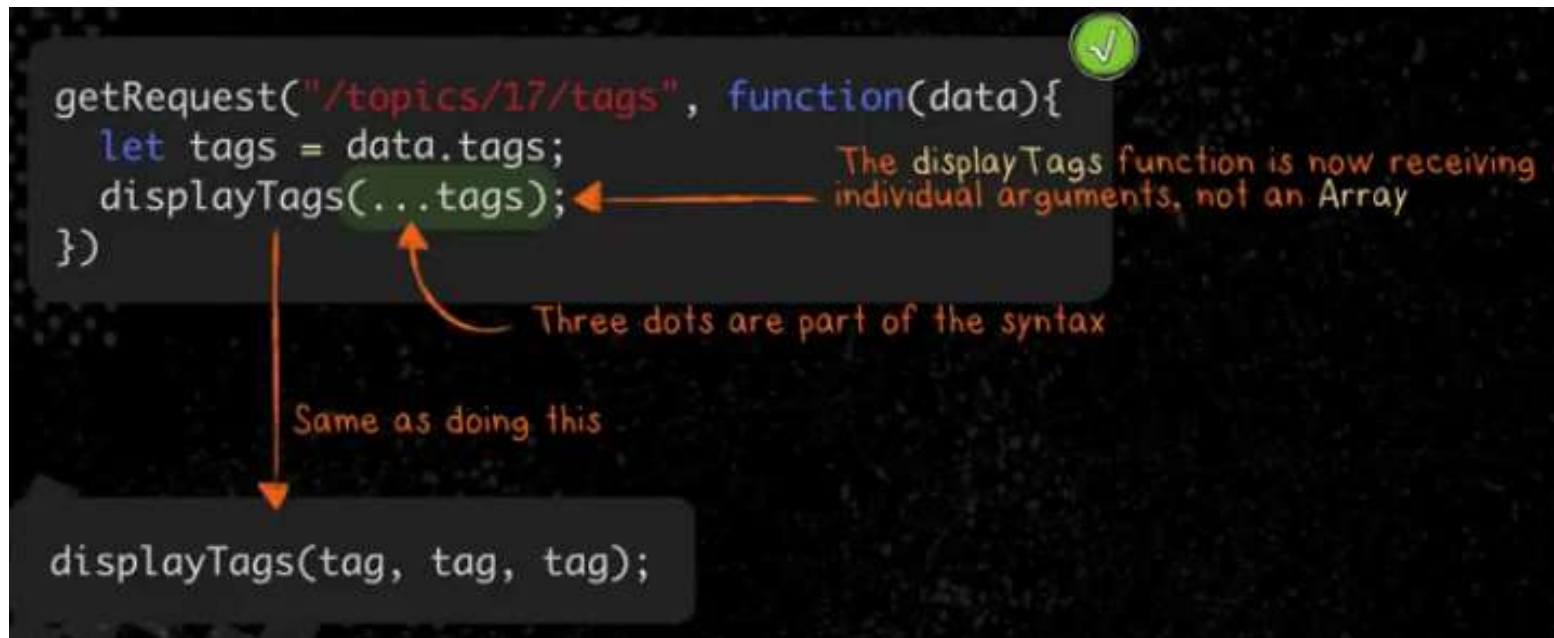 getRequest("/topics/17/tags", function(data){
let tags = data.tags;
displayTags(...tags);
})
The displayTags function is now receiving
individual arguments, not an Array
Three dots are part of the syntax
Same as doing this
displayTags(tag, tag, tag);